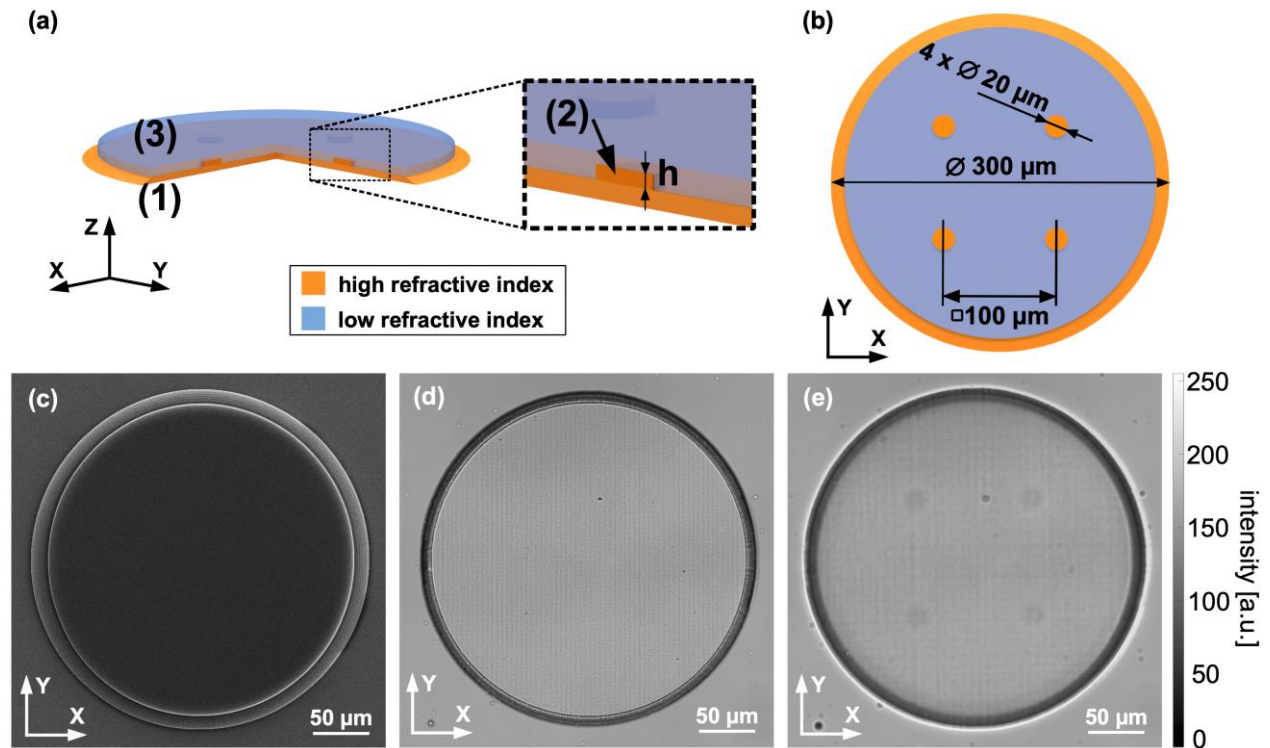 (a)
(3)
(1)
(2)
h
Z
X
Y
high refractive index
low refractive index
(b)
4 x Ø 20 µm
Ø 300 µm
□100 µm
Y
X
(c)
Y
X
50 µm
(d)
Y
X
50 µm
(e)
Y
X
50 µm
250
200
150
100
50
0
intensity [a.u.]